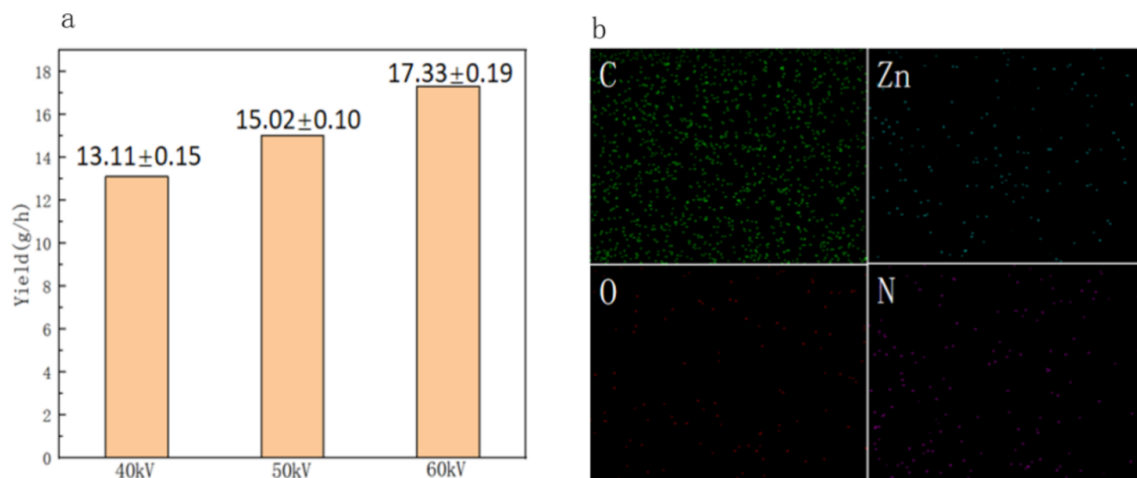 a
18
16
14
12
10
8
6
4
2
0
Yield(g/h)
13.11±0.15
15.02±0.10
17.33±0.19
40kV
50kV
60kV
b
C
Zn
O
N